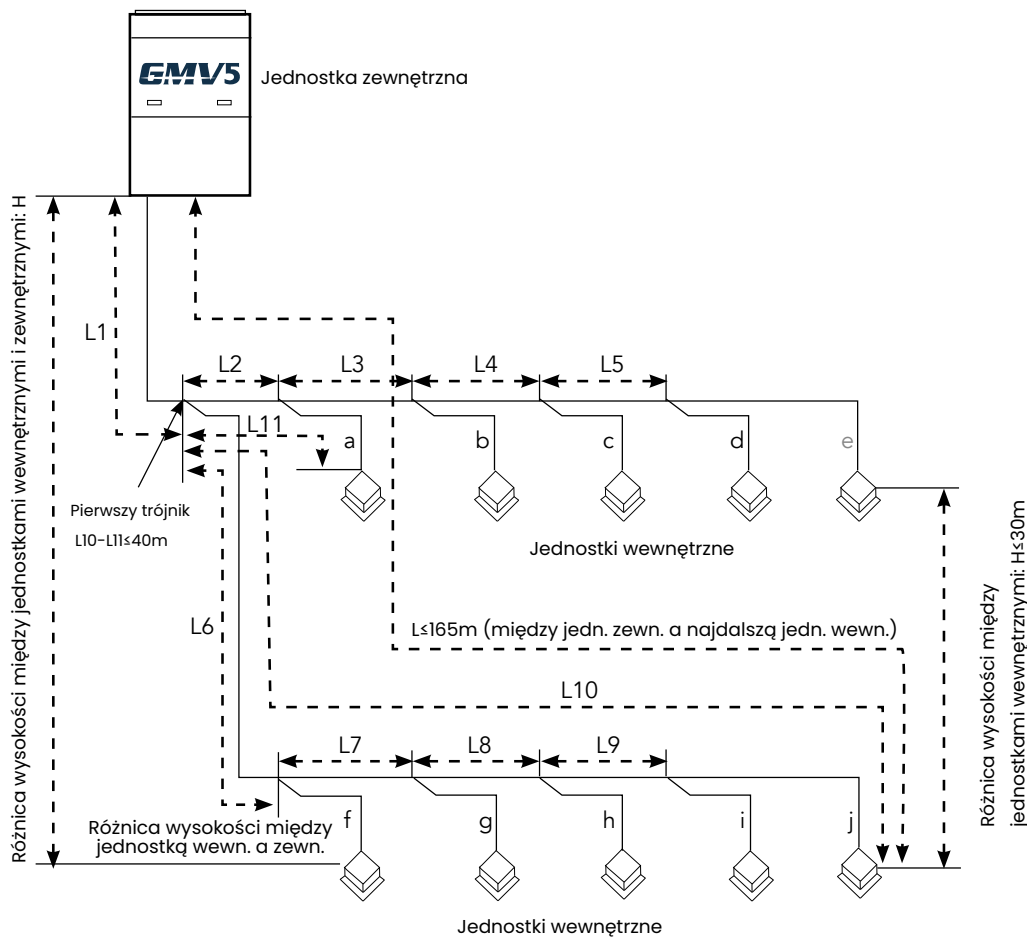 GMV5
Jednostka zewnętrzna
Różnica wysokości między jednostkami wewnętrznymi i zewnętrznymi: H
L1
L2
L3
L4
L5
L11
a
b
c
d
e
Pierwszy trójnik
L10-L11≤40m
Jednostki wewnętrzne
L6
L≤165m (między jedn. zewn. a najdalszą jedn. wewn.)
Różnica wysokości między
jednostkami wewnętrznymi: H≤30m
L10
L7
L8
L9
f
g
h
i
j
Różnica wysokości między
jednostką wewn. a zewn.
Jednostki wewnętrzne